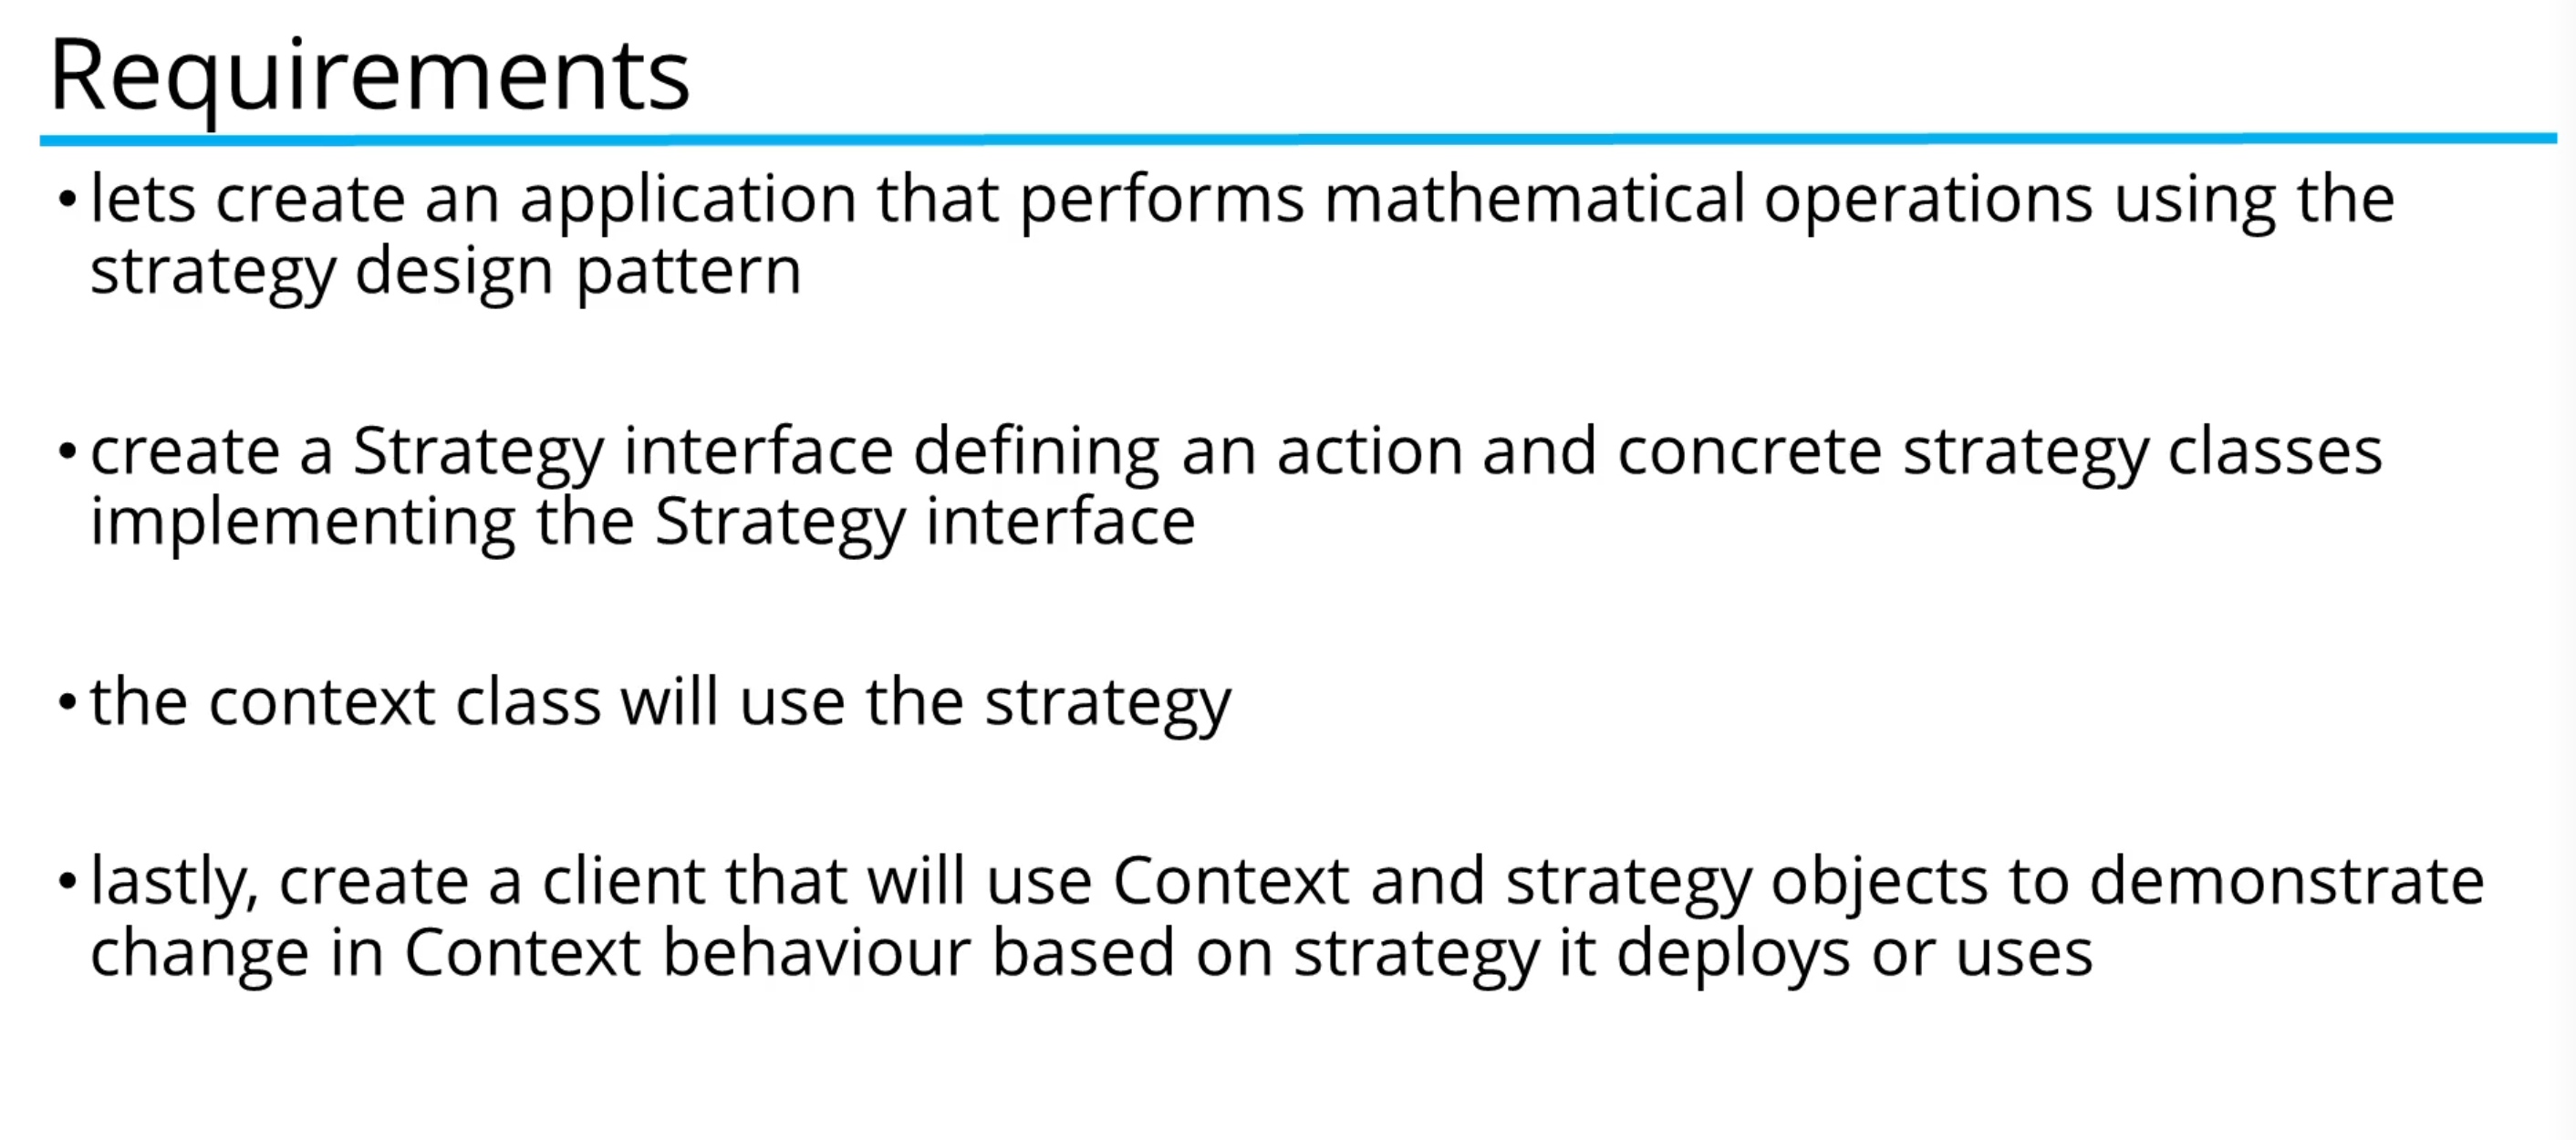 Requirements
• lets create an application that performs mathematical operations using the
strategy design pattern
• create a Strategy interface defining an action and concrete strategy classes
implementing the Strategy interface
• the context class will use the strategy
• lastly, create a client that will use Context and strategy objects to demonstrate
change in Context behaviour based on strategy it deploys or uses